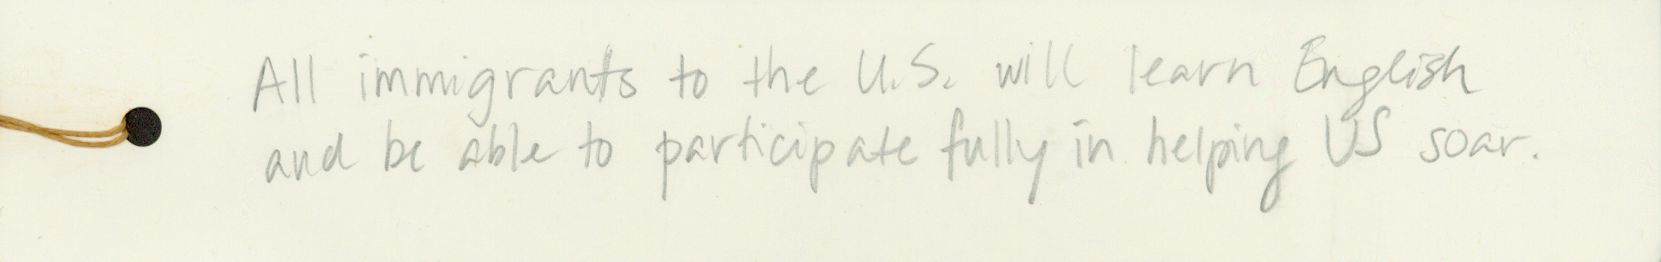 All immigrants to the U.S. will learn English
and be able to participate fully in helping US soar.